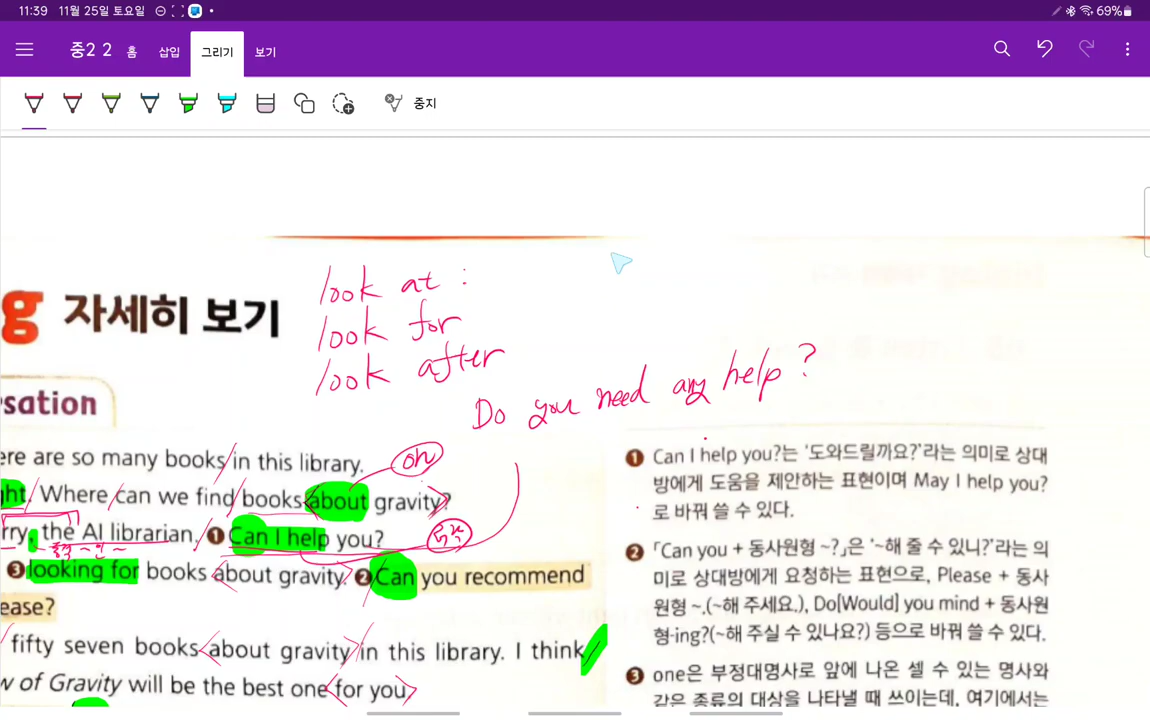 11:39 11월 25일 토요일 69%
중2 2 홈 삽입 그리기 보기
중지
look at :
look for
look after
g 자세히 보기
Do you need any help?
sation
ere are so many books in this library.
on
ght. Where can we find books about gravity?
rry, the AI librarian. ❶ Can I help you?
동격 ~인~
부탁
❸ looking for books about gravity. ❷ Can you recommend
ease?
fifty seven books about gravity in this library. I think
w of Gravity will be the best one for you.
❶ Can I help you?는 '도와드릴까요?'라는 의미로 상대
방에게 도움을 제안하는 표현이며 May I help you?
로 바꿔 쓸 수 있다.
❷ 「Can you + 동사원형 ~?」은 '~해 줄 수 있니?'라는 의
미로 상대방에게 요청하는 표현으로, Please + 동사
원형 ~.(~해 주세요.), Do[Would] you mind + 동사원
형-ing?(~해 주실 수 있나요?) 등으로 바꿔 쓸 수 있다.
❸ one은 부정대명사로 앞에 나온 셀 수 있는 명사와
같은 종류의 대상을 나타낼 때 쓰이는데, 여기에서는